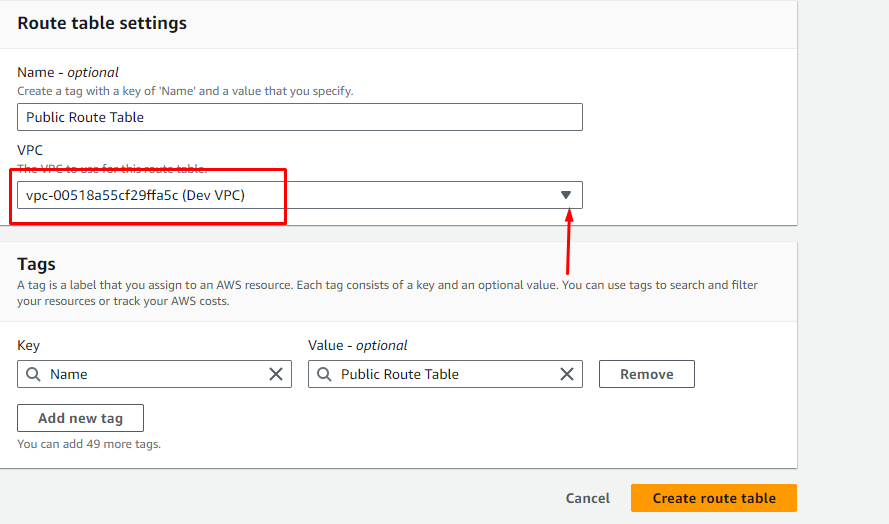 Route table settings
Name - optional
Create a tag with a key of 'Name' and a value that you specify.
Public Route Table
VPC
The VPC to use for this route table.
vpc-00518a55cf29ffa5c (Dev VPC)
Tags
A tag is a label that you assign to an AWS resource. Each tag consists of a key and an optional value. You can use tags to search and filter
your resources or track your AWS costs.
Key
Value - optional
Name
Public Route Table
Remove
Add new tag
You can add 49 more tags.
Cancel
Create route table